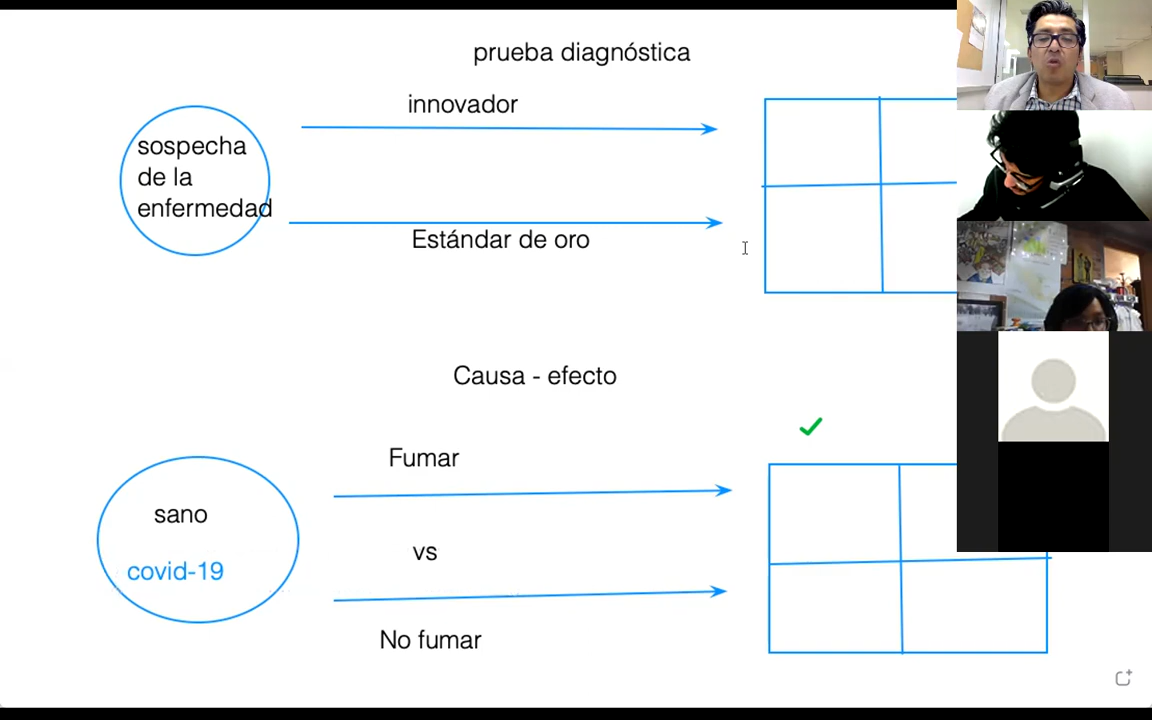 prueba diagnóstica
innovador
sospecha
de la
enfermedad
Estándar de oro
Causa - efecto
Fumar
sano
vs
covid-19
No fumar